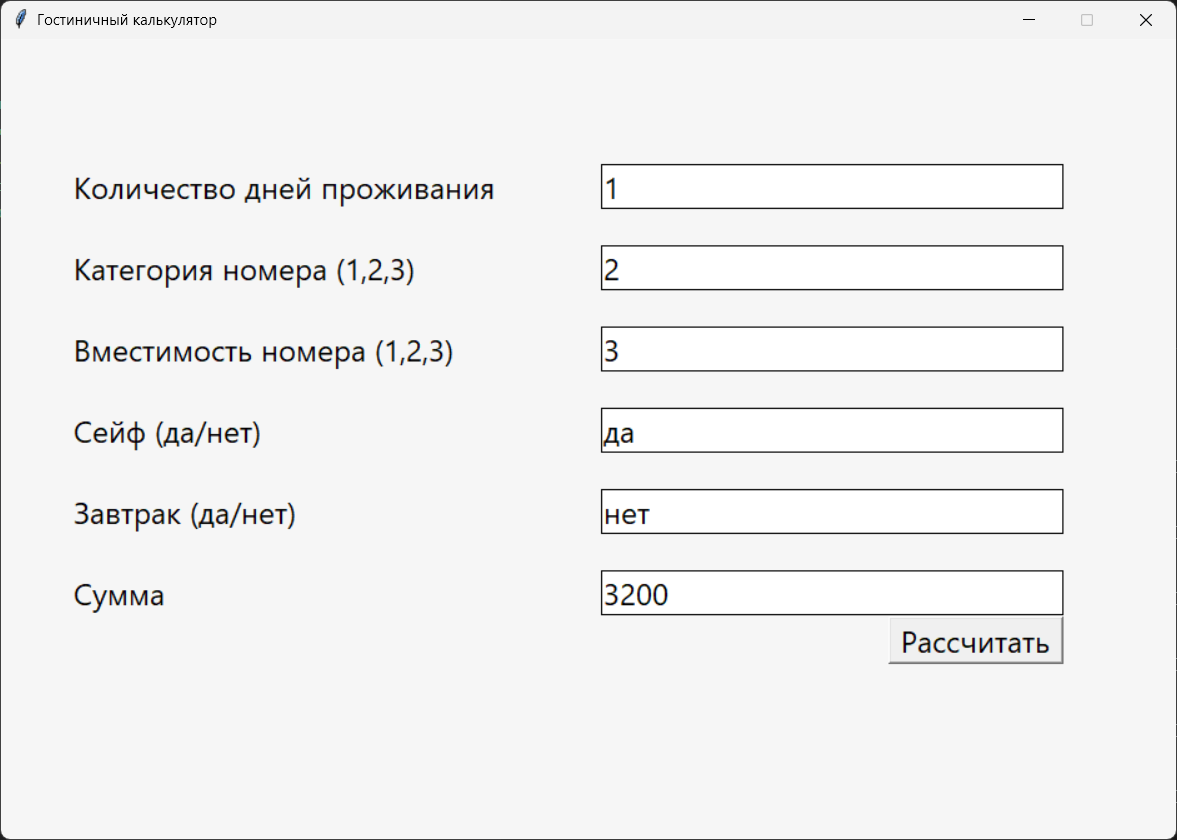 Гостиничный калькулятор
Количество дней проживания 1
Категория номера (1,2,3) 2
Вместимость номера (1,2,3) 3
Сейф (да/нет) да
Завтрак (да/нет) нет
Сумма 3200
Рассчитать